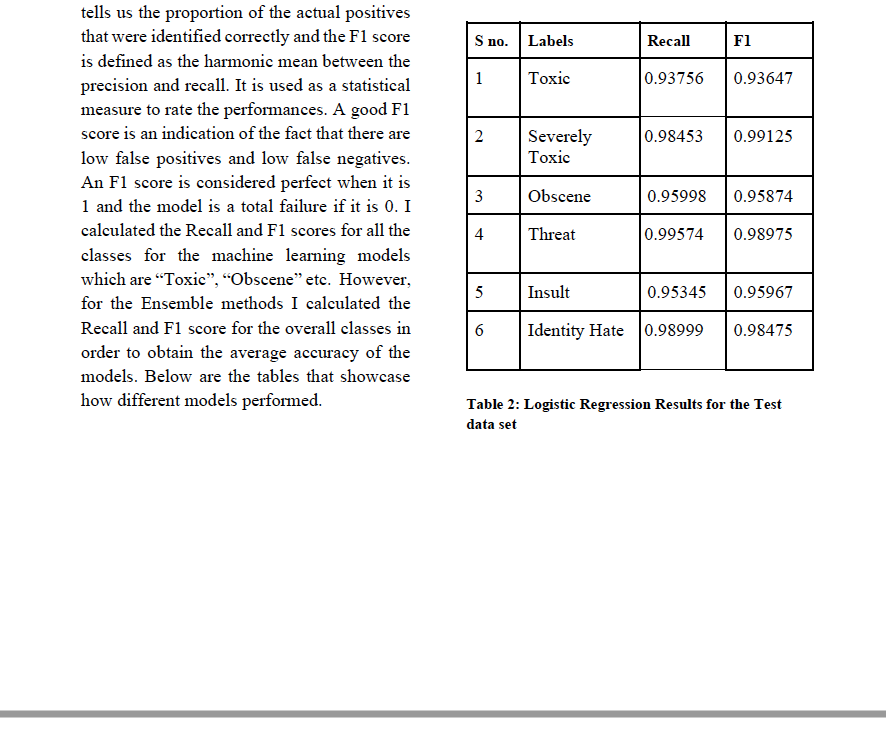 tells us the proportion of the actual positives
that were identified correctly and the F1 score
is defined as the harmonic mean between the
precision and recall. It is used as a statistical
measure to rate the performances. A good F1
score is an indication of the fact that there are
low false positives and low false negatives.
An F1 score is considered perfect when it is
1 and the model is a total failure if it is 0. I
calculated the Recall and F1 scores for all the
classes for the machine learning models
which are “Toxic”, “Obscene” etc. However,
for the Ensemble methods I calculated the
Recall and F1 score for the overall classes in
order to obtain the average accuracy of the
models. Below are the tables that showcase
how different models performed.
S no. Labels Recall F1
1 Toxic 0.93756 0.93647
2 Severely 0.98453 0.99125
Toxic
3 Obscene 0.95998 0.95874
4 Threat 0.99574 0.98975
5 Insult 0.95345 0.95967
6 Identity Hate 0.98999 0.98475
Table 2: Logistic Regression Results for the Test
data set